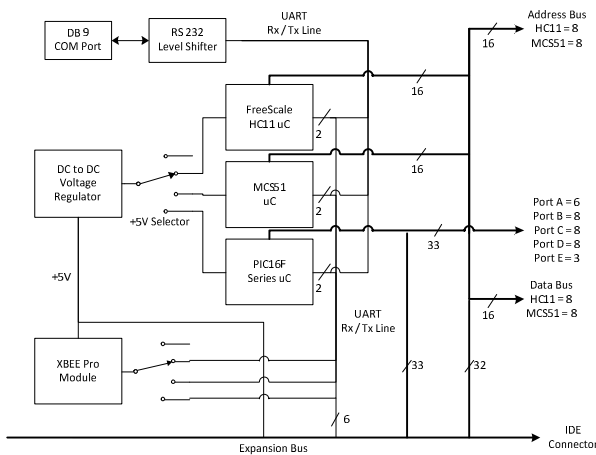 DB 9
COM Port
RS 232
Level Shifter
UART
Rx / Tx Line
Address Bus
HC11 = 8
MCS51 = 8
16
16
FreeScale
HC11 uC
2
DC to DC
Voltage
Regulator
+5V Selector
MCS51
uC
2
16
PIC16F
Series uC
2
33
Port A = 6
Port B = 8
Port C = 8
Port D = 8
Port E = 3
+5V
UART
Rx / Tx Line
Data Bus
HC11 = 8
MCS51 = 8
16
XBEE Pro
Module
33
32
6
Expansion Bus
IDE
Connector